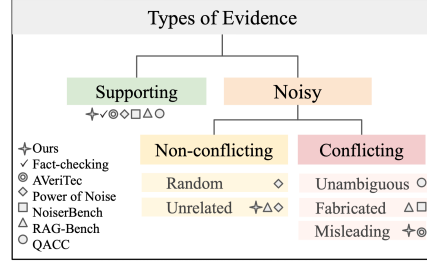 Types of Evidence
Supporting
Noisy
Non-conflicting
Conflicting
Random
Unrelated
Unambiguous
Fabricated
Misleading
Ours
Fact-checking
AVeriTec
Power of Noise
NoiserBench
RAG-Bench
QACC